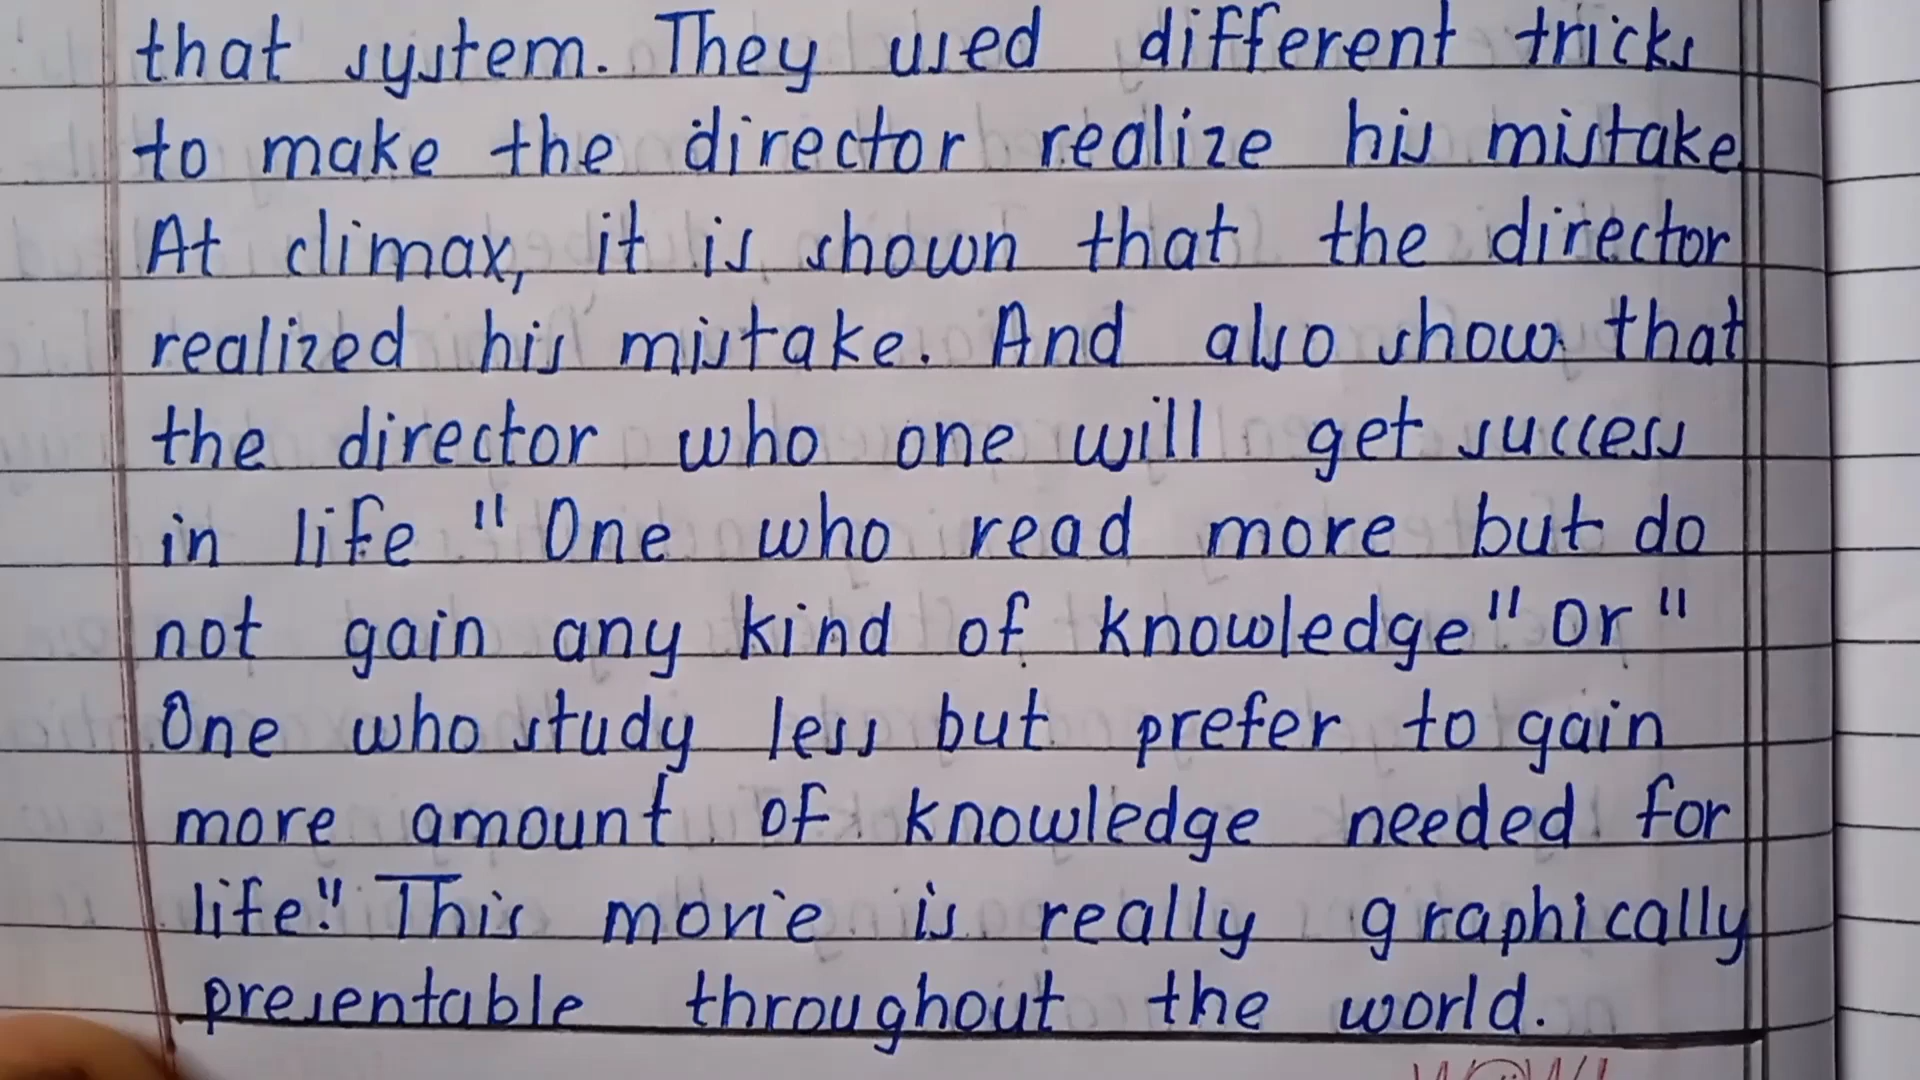 that system. They used different tricks
to make the director realize his mistake
At climax, it is shown that the director
realized his mistake. And also show that
the director who one will get success
in life "One who read more but do
not gain any kind of knowledge" or "
One who study less but prefer to gain
more amount of knowledge needed for
life". This movie is really graphically
presentable throughout the world.
WOW!